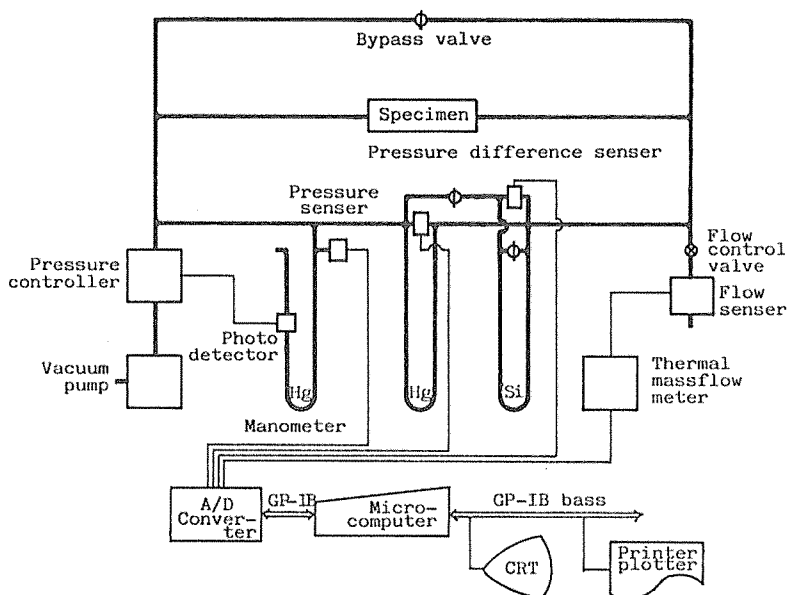 Bypass valve
Specimen
Pressure difference senser
Pressure
senser
Flow
control
valve
Pressure
controller
Flow
senser
Photo
detector
Vacuum
pump
Thermal
massflow
meter
Hg
Hg
Si
Manometer
A/D
Conver-
ter
GP-IB
Micro-
computer
GP-IB bass
CRT
Printer
plotter